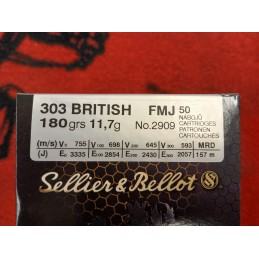 303 BRITISH FMJ 50
180 grs 11,7g No.2909
NÁBOJŮ
CARTRIDGES
PATRONEN
CARTOUCHES
(m/s) V0 755 V100 698 V200 645 V300 593 MRD
(J) E0 3335 E100 2854 E200 2430 E300 2057 157 m
Sellier & Bellot